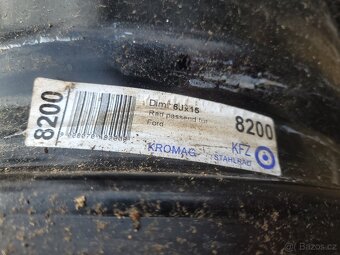 8200
Dim: 6Jx15
Rad passend für
Ford
KROMAG
8200
KFZ
STAHLRAD
Bazos.cz